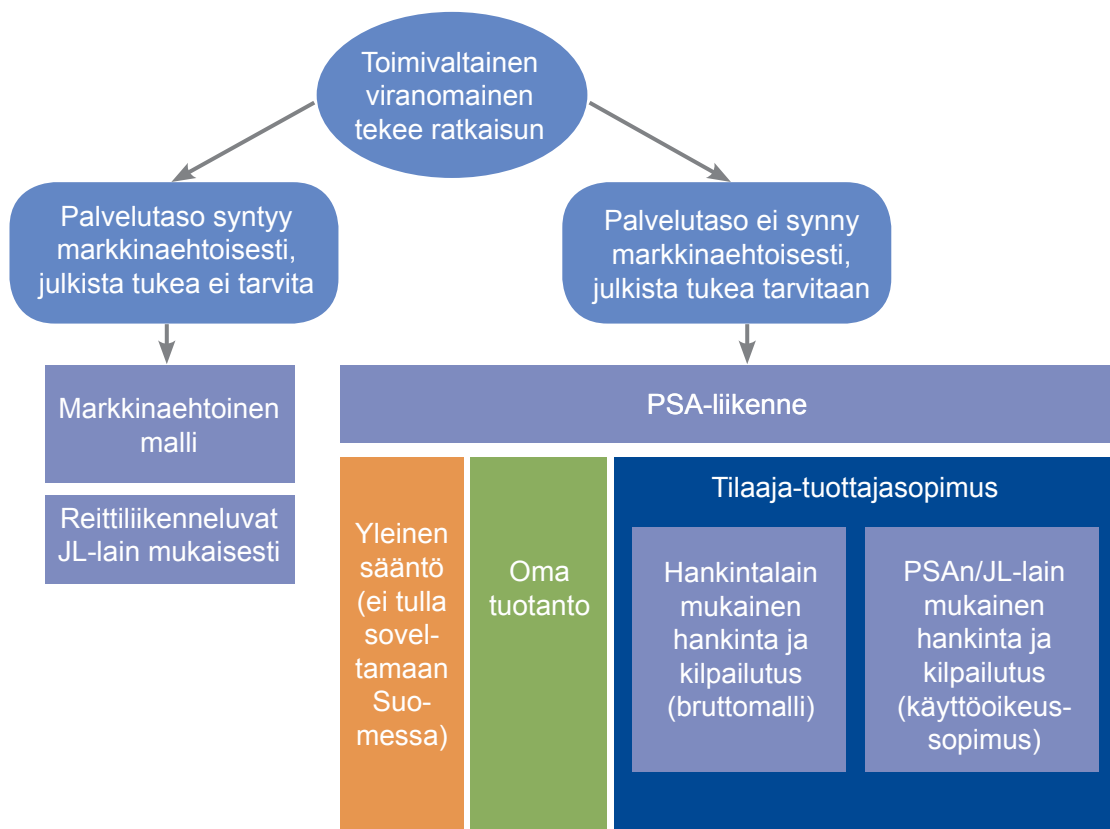 Toimivaltainen
viranomainen
tekee ratkaisun
Palvelutaso syntyy
markkinaehtoisesti,
julkista tukea ei tarvita
Palvelutaso ei synny
markkinaehtoisesti,
julkista tukea tarvitaan
Markkinaehtoinen
malli
Reittiliikenneluvat
JL-lain mukaisesti
PSA-liikenne
Yleinen
sääntö
(ei tulla
sovel-
tamaan
Suo-
messa)
Oma
tuotanto
Tilaaja-tuottajasopimus
Hankintalain
mukainen
hankinta ja
kilpailutus
(bruttomalli)
PSAn/JL-lain
mukainen
hankinta ja
kilpailutus
(käyttöoikeus-
sopimus)